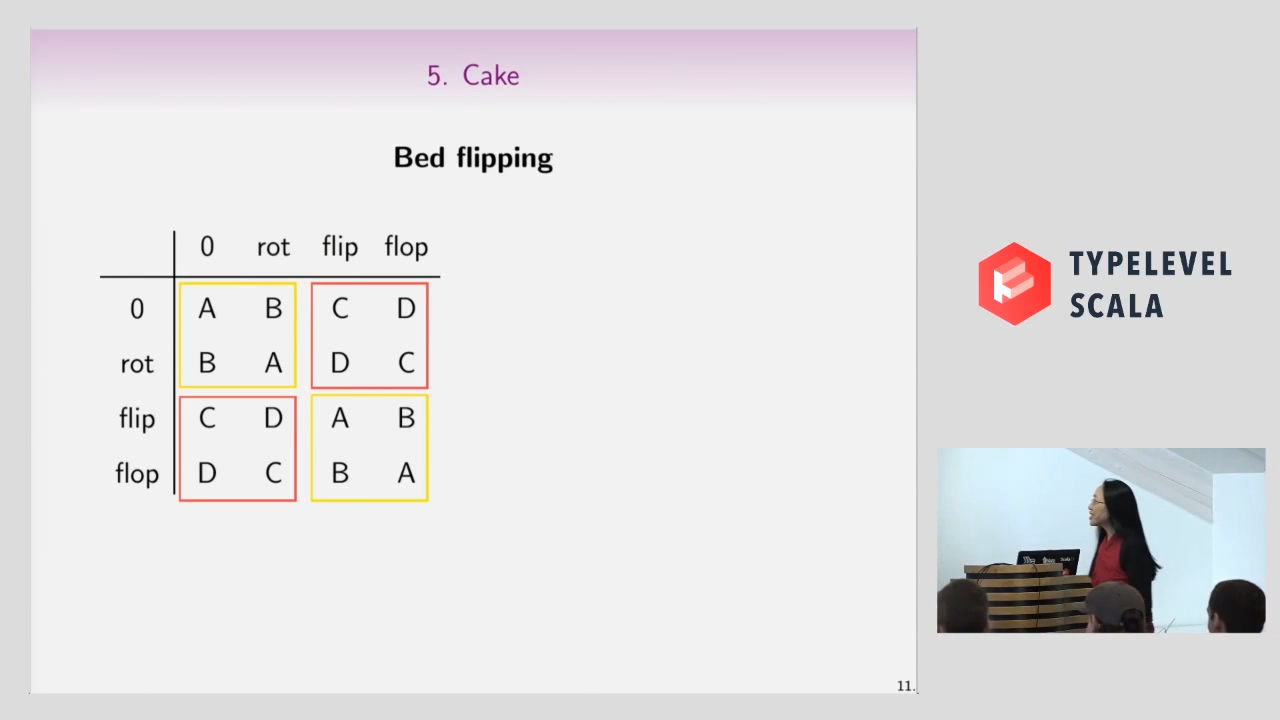 5. Cake
Bed flipping
0 rot flip flop
0 A B C D
rot B A D C
flip C D A B
flop D C B A
11.
TYPELEVEL
SCALA